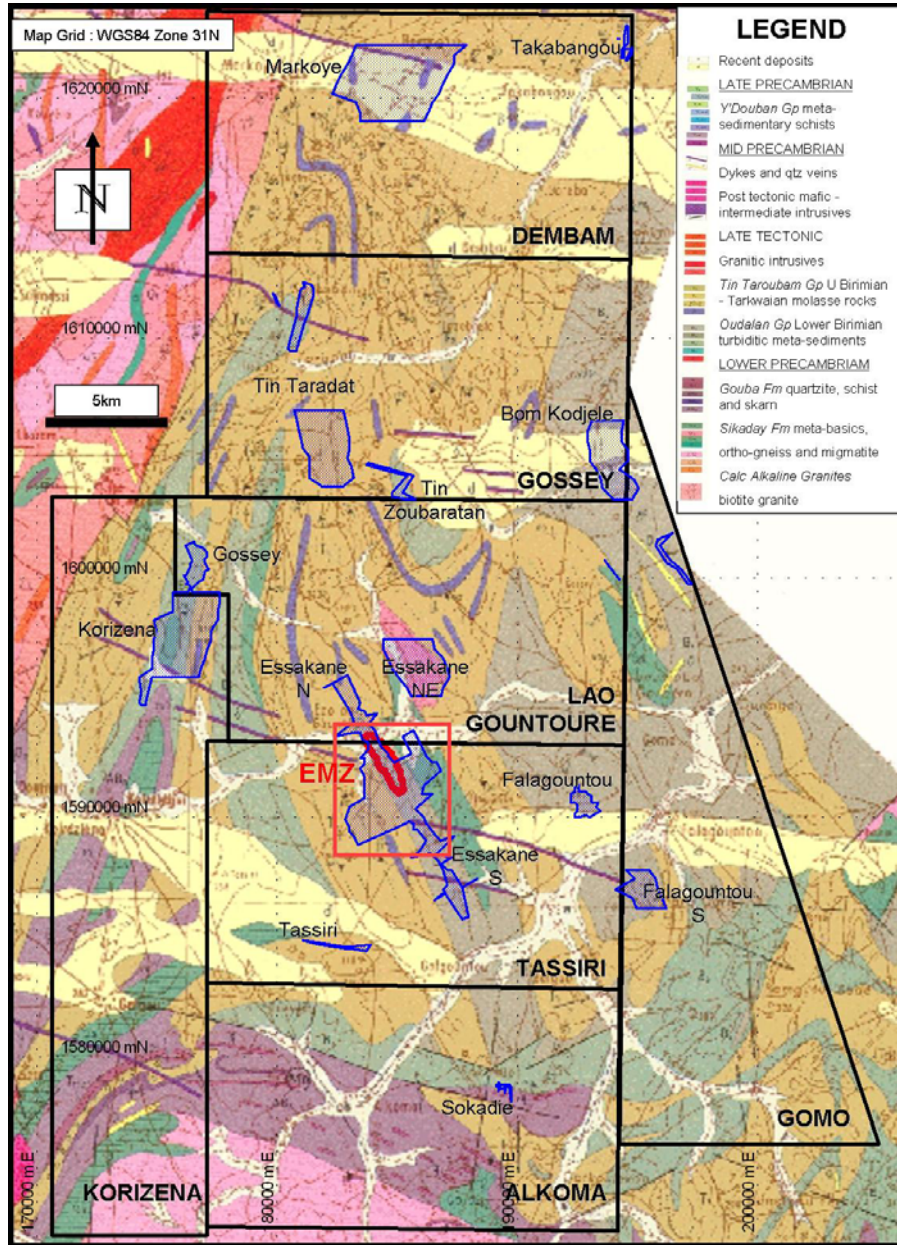 Map Grid : WGS84 Zone 31N
Takabangou
Markoye
1620000 mN
N
DEMBAM
1610000 mN
5km
Tin Taradat
Bom Kodjele
GOSSEY
Tin
Zoubaratan
Gossey
1600000 mN
Korizena
Essakane
N
Essakane
NE
LAO
GOUNTOURE
EMZ
1590000 mN
Falagountou
Essakane
S
Falagountou
S
Tassiri
TASSIRI
1580000 mN
Sokadie
GOMO
KORIZENA
ALKOMA
170000 m E
80000 m E
190000 m E
200000 m E
LEGEND
Recent deposits
LATE PRECAMBRIAN
Y'Douban Gp meta-
sedimentary schists
MID PRECAMBRIAN
Dykes and qtz veins
Post tectonic mafic -
intermediate intrusives
LATE TECTONIC
Granitic intrusives
Tin Taroubam Gp U Birimian
- Tarkwaian molasse rocks
Oudalan Gp Lower Birimian
turbiditic meta-sediments
LOWER PRECAMBRIAM
Gouba Fm quartzite, schist
and skarn
Sikaday Fm meta-basics,
ortho-gneiss and migmatite
Calc Alkaline Granites
biotite granite